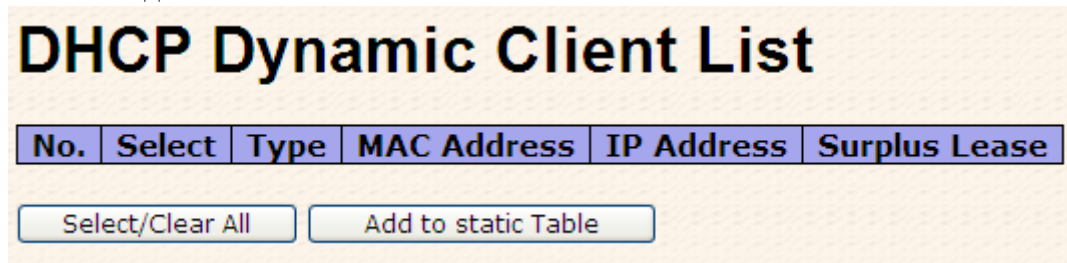 DHCP Dynamic Client List
No. Select Type MAC Address IP Address Surplus Lease
Select/Clear All Add to static Table